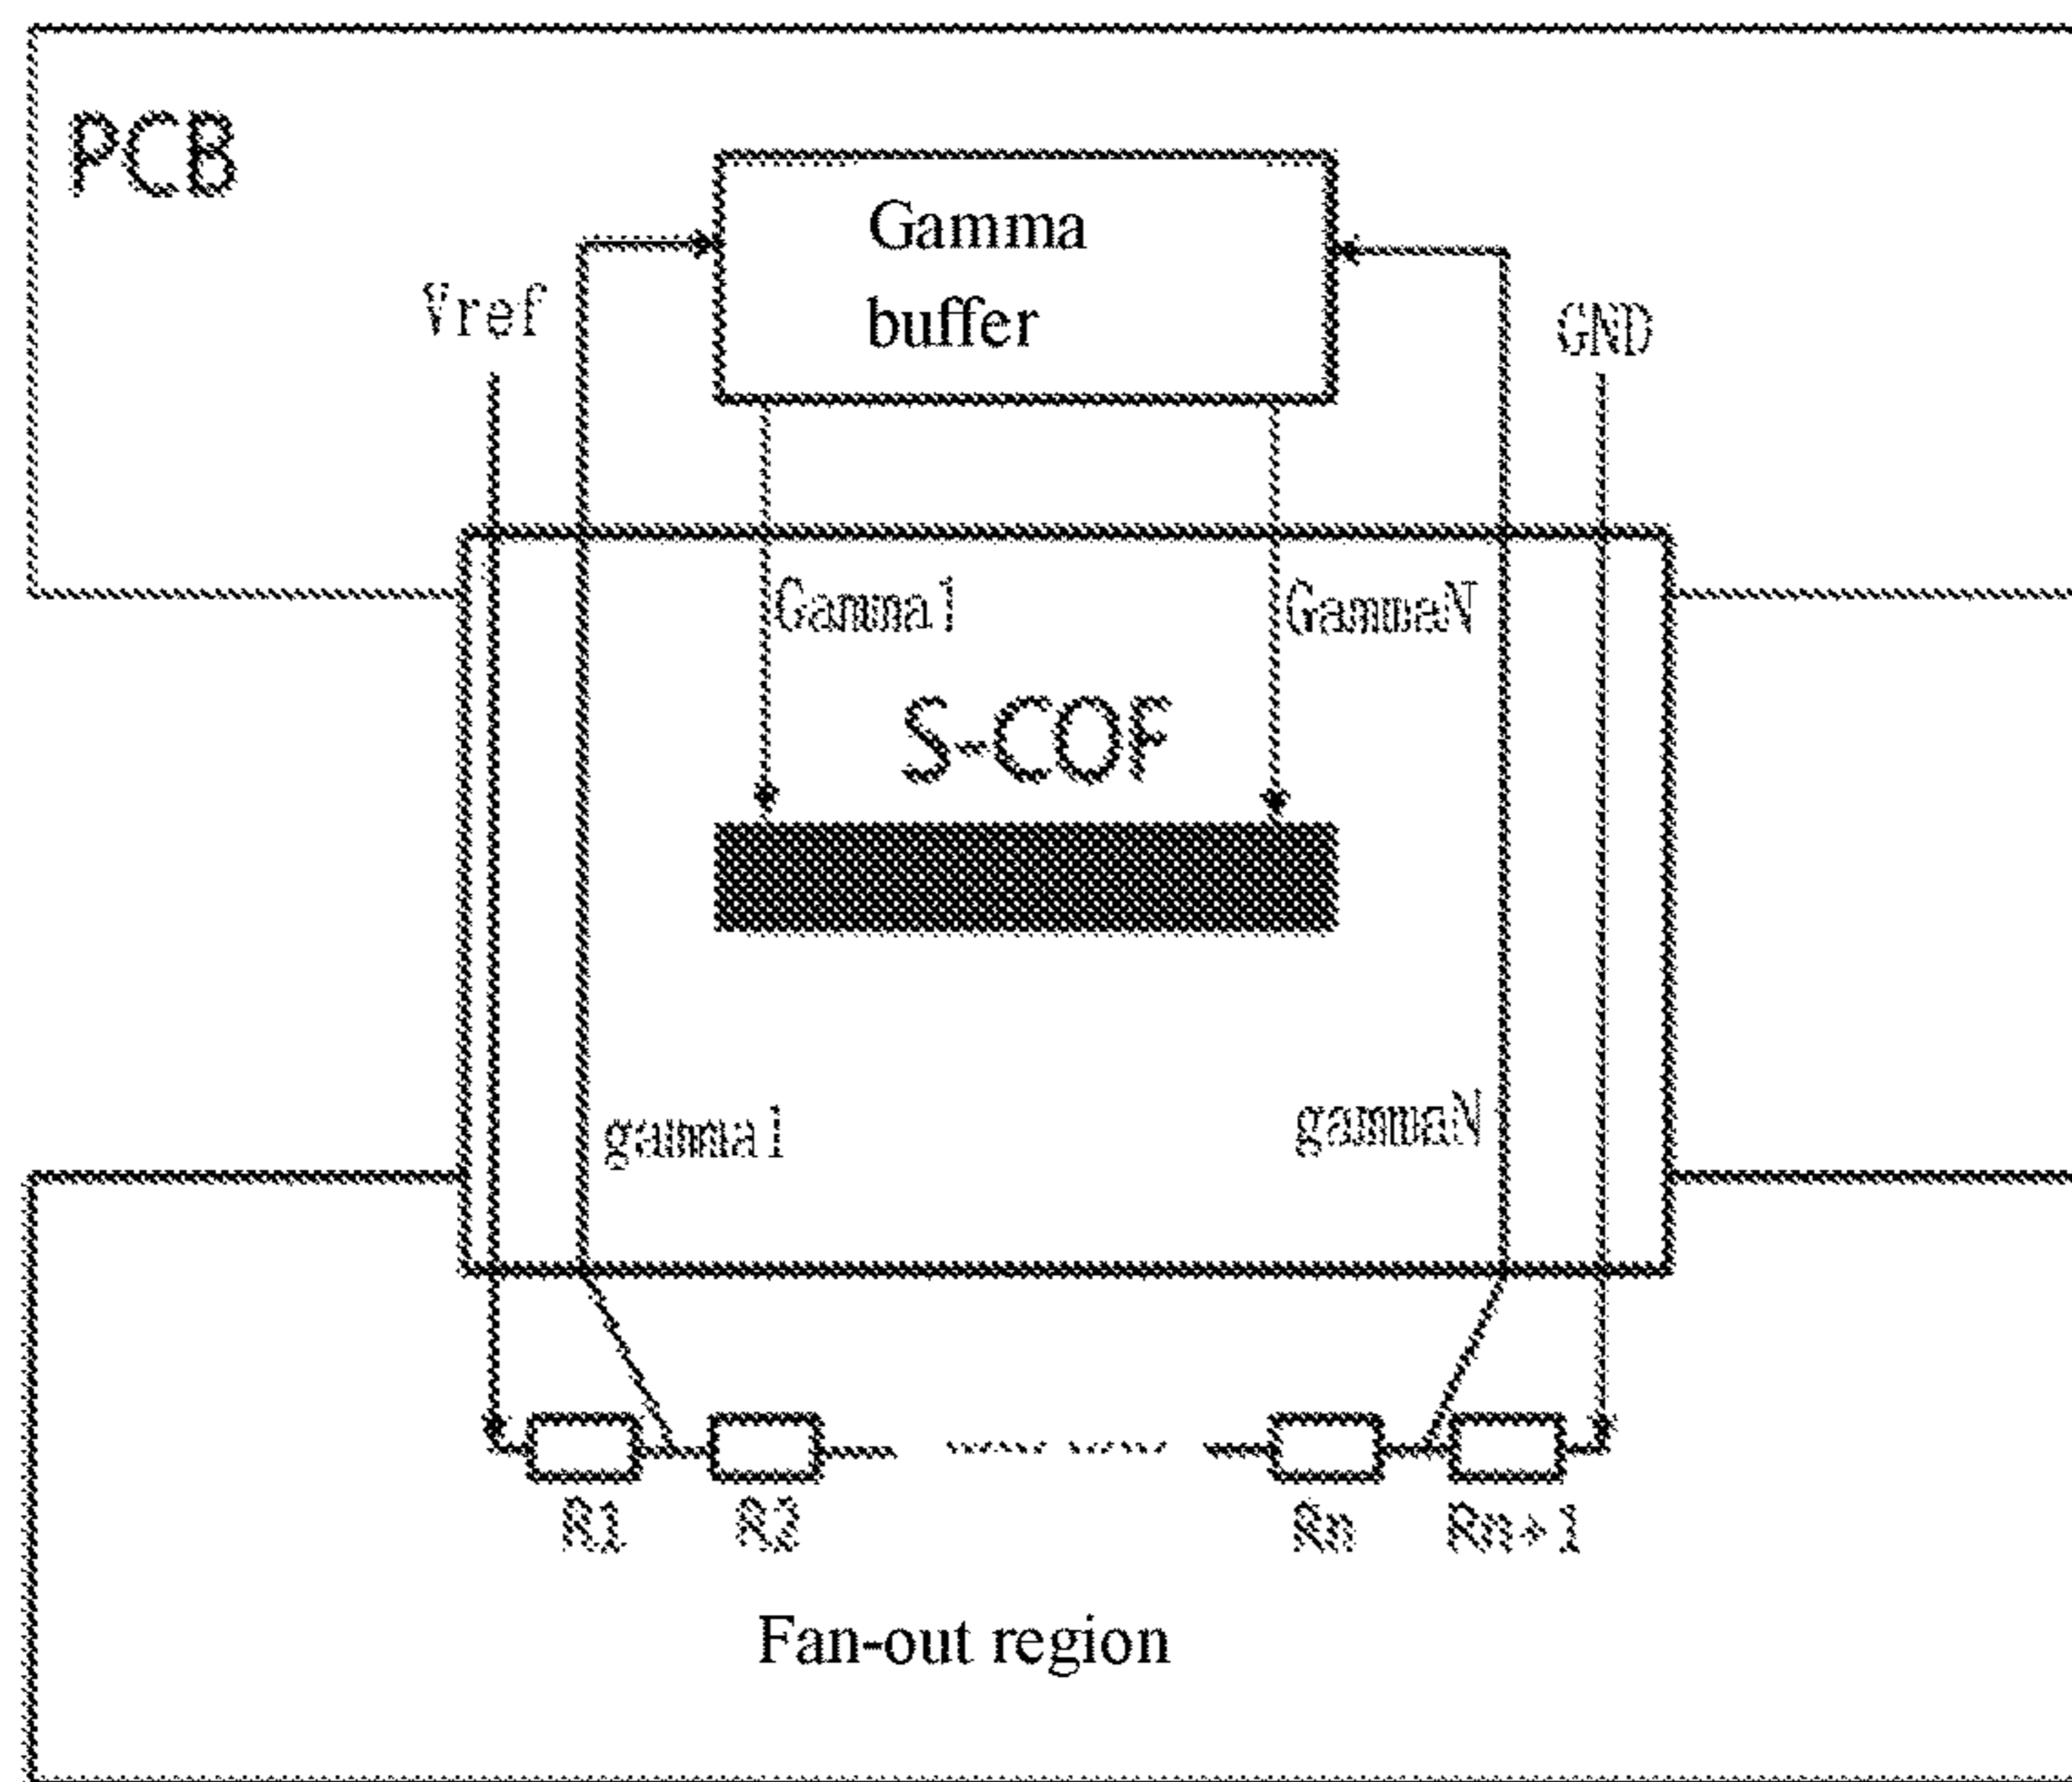 PCB
Gamma
buffer
Vref
GND
Gamma1
GammaN
S-COF
gamma1
gammaN
R1
R2
Rn
Rn+1
Fan-out region